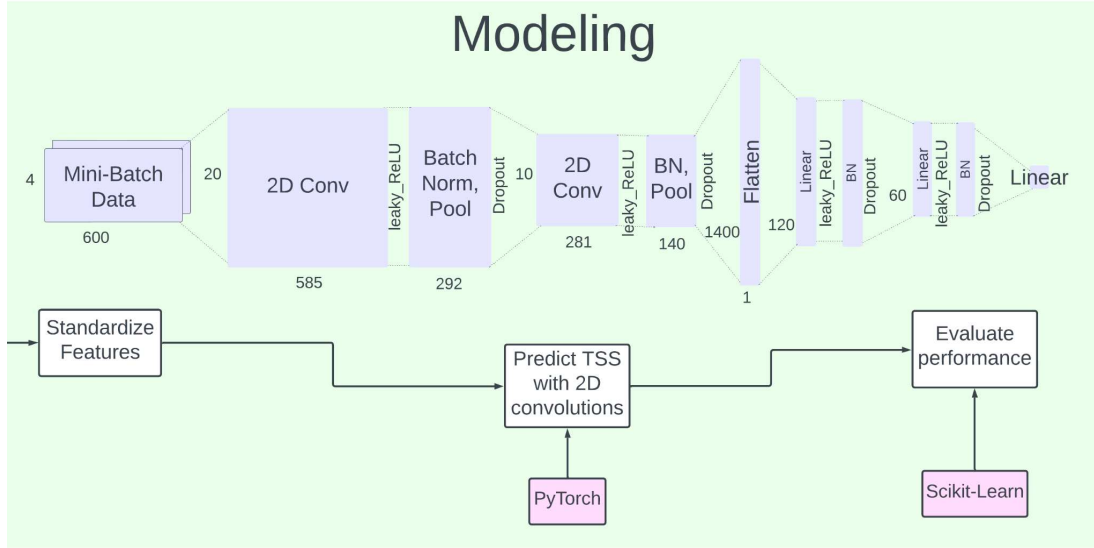 Modeling
4
Mini-Batch
Data
600
20
2D Conv
585
leaky_ReLU
Batch
Norm,
Pool
292
Dropout
10
2D
Conv
281
leaky_ReLU
BN,
Pool
140
Dropout
1400
Flatten
1
120
Linear
leaky_ReLU
BN
Dropout
60
Linear
leaky_ReLU
BN
Dropout
Linear
Standardize
Features
Predict TSS
with 2D
convolutions
Evaluate
performance
PyTorch
Scikit-Learn